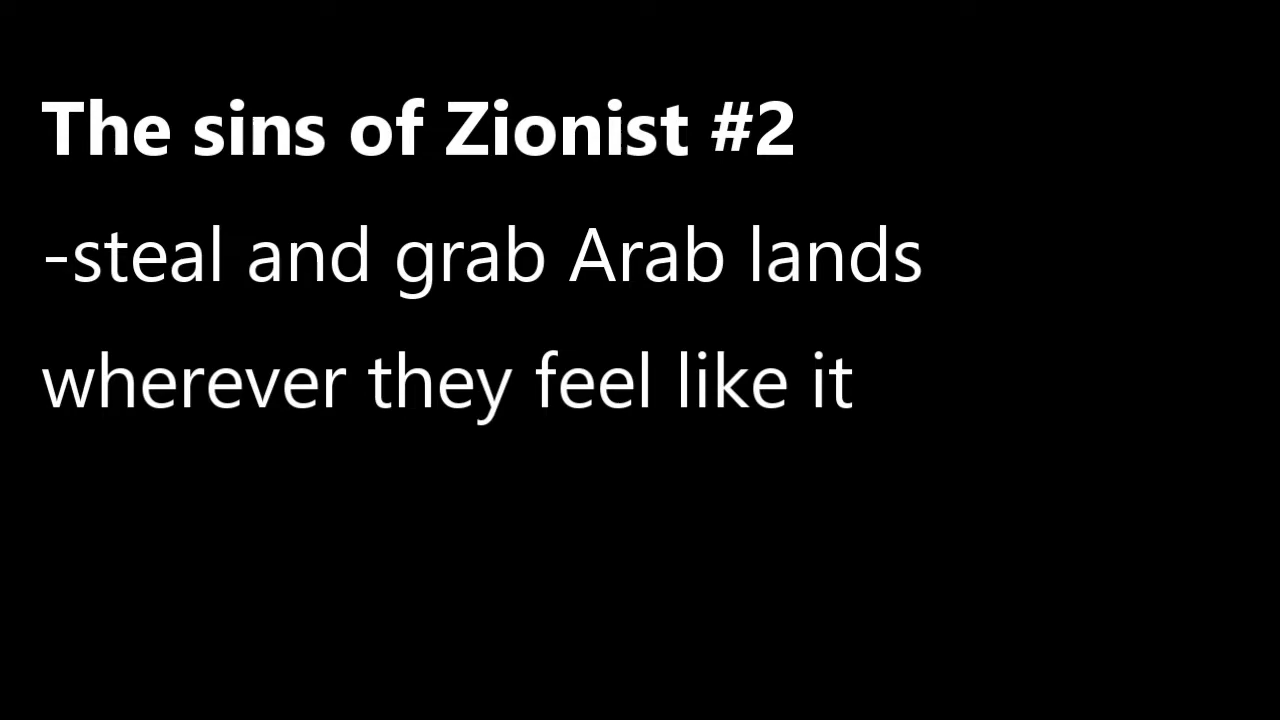 The sins of Zionist #2
-steal and grab Arab lands
wherever they feel like it